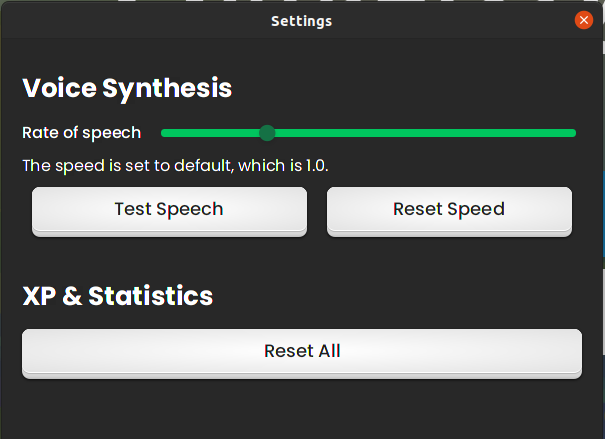 Settings
Voice Synthesis
Rate of speech
The speed is set to default, which is 1.0.
Test Speech
Reset Speed
XP & Statistics
Reset All